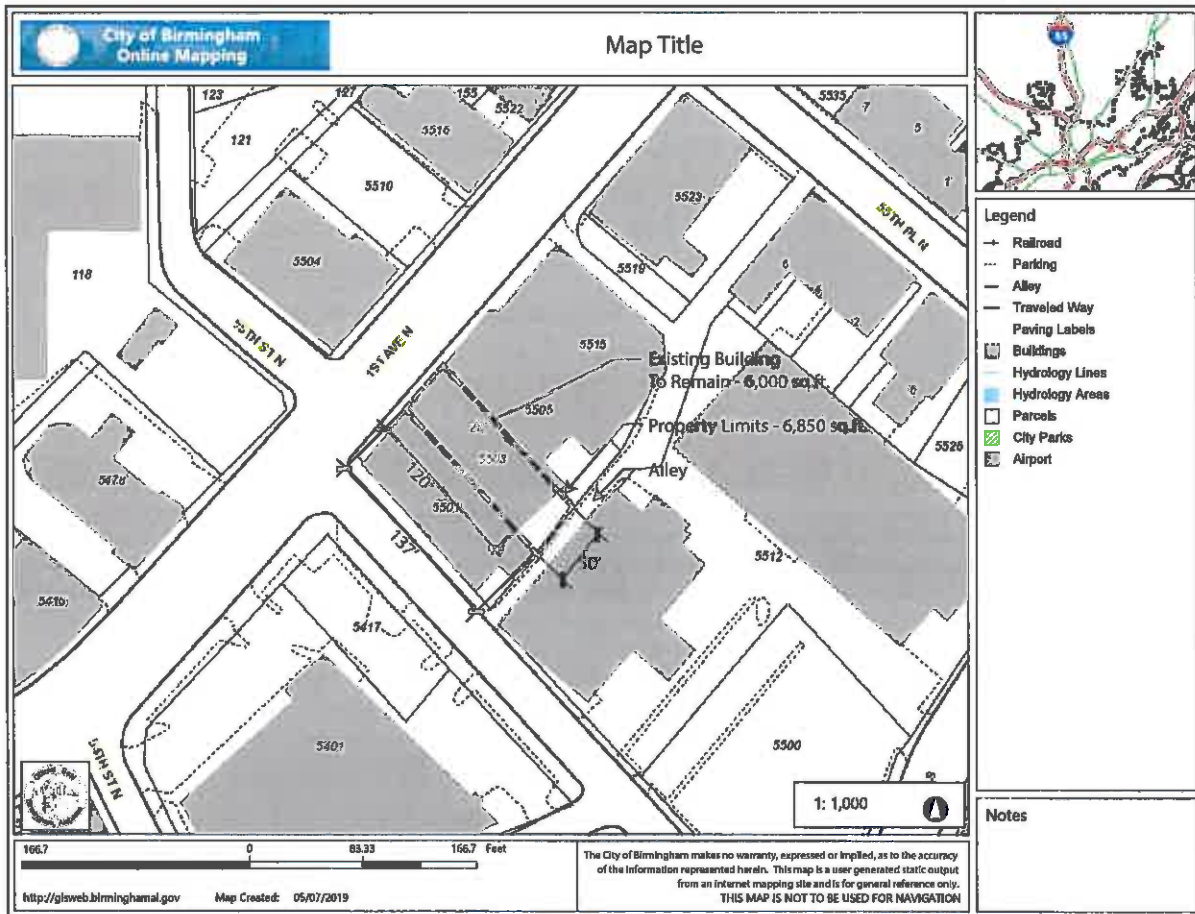 City of Birmingham
Online Mapping
Map Title
123
127
155
5522
5535
7
5
1
121
5516
5510
5523
55TH PL N
118
5504
5519
6
4
2
6
55TH ST N
1ST AVE N
5515
Existing Building
To Remain - 6,000 sq.ft.
5505
Property Limits - 6,850 sq.ft.
5503
5526
Alley
120'
5501
137'
50'
5512
5417
5401
5500
1: 1,000
Legend
Railroad
Parking
Alley
Traveled Way
Paving Labels
Buildings
Hydrology Lines
Hydrology Areas
Parcels
City Parks
Airport
Notes
166.7 0 83.33 166.7 Feet
http://gisweb.birminghamal.gov Map Created: 05/07/2019
The City of Birmingham makes no warranty, expressed or implied, as to the accuracy
of the information represented herein. This map is a user generated static output
from an internet mapping site and is for general reference only.
THIS MAP IS NOT TO BE USED FOR NAVIGATION